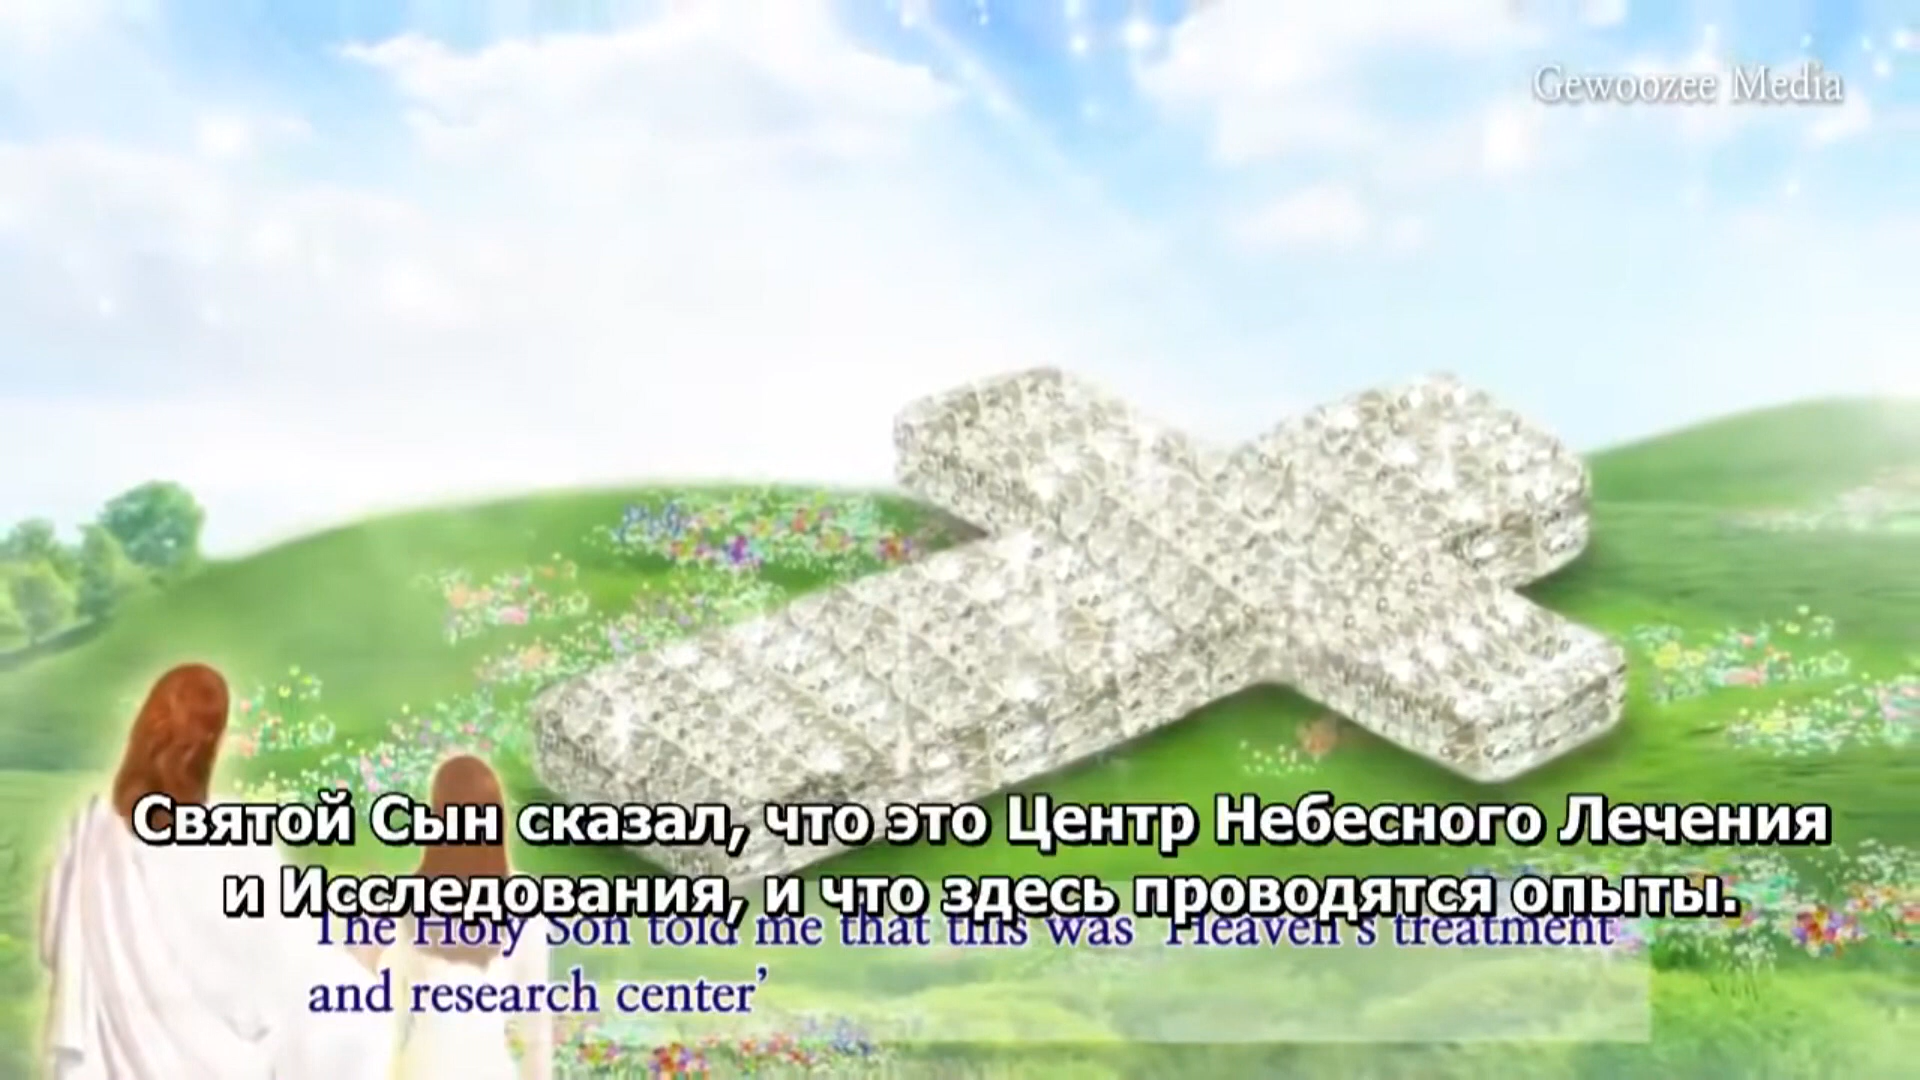 Gewoozee Media
Святой Сын сказал, что это Центр Небесного Лечения
и Исследования, и что здесь проводятся опыты.
The Holy Son told me that this was 'Heaven's treatment
and research center'